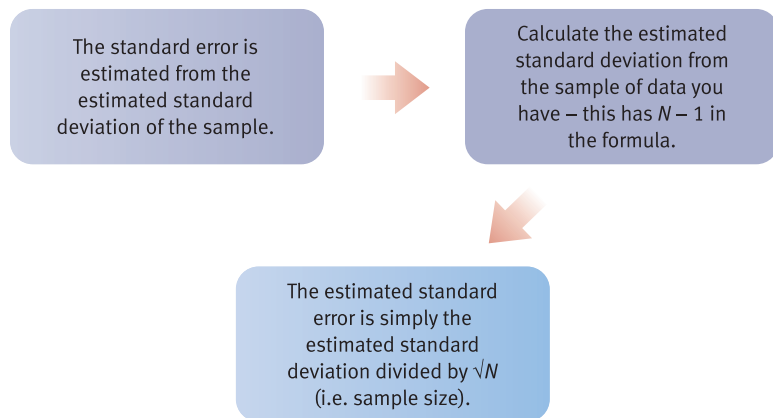 The standard error is
estimated from the
estimated standard
deviation of the sample.
Calculate the estimated
standard deviation from
the sample of data you
have – this has N – 1 in
the formula.
The estimated standard
error is simply the
estimated standard
deviation divided by √N
(i.e. sample size).